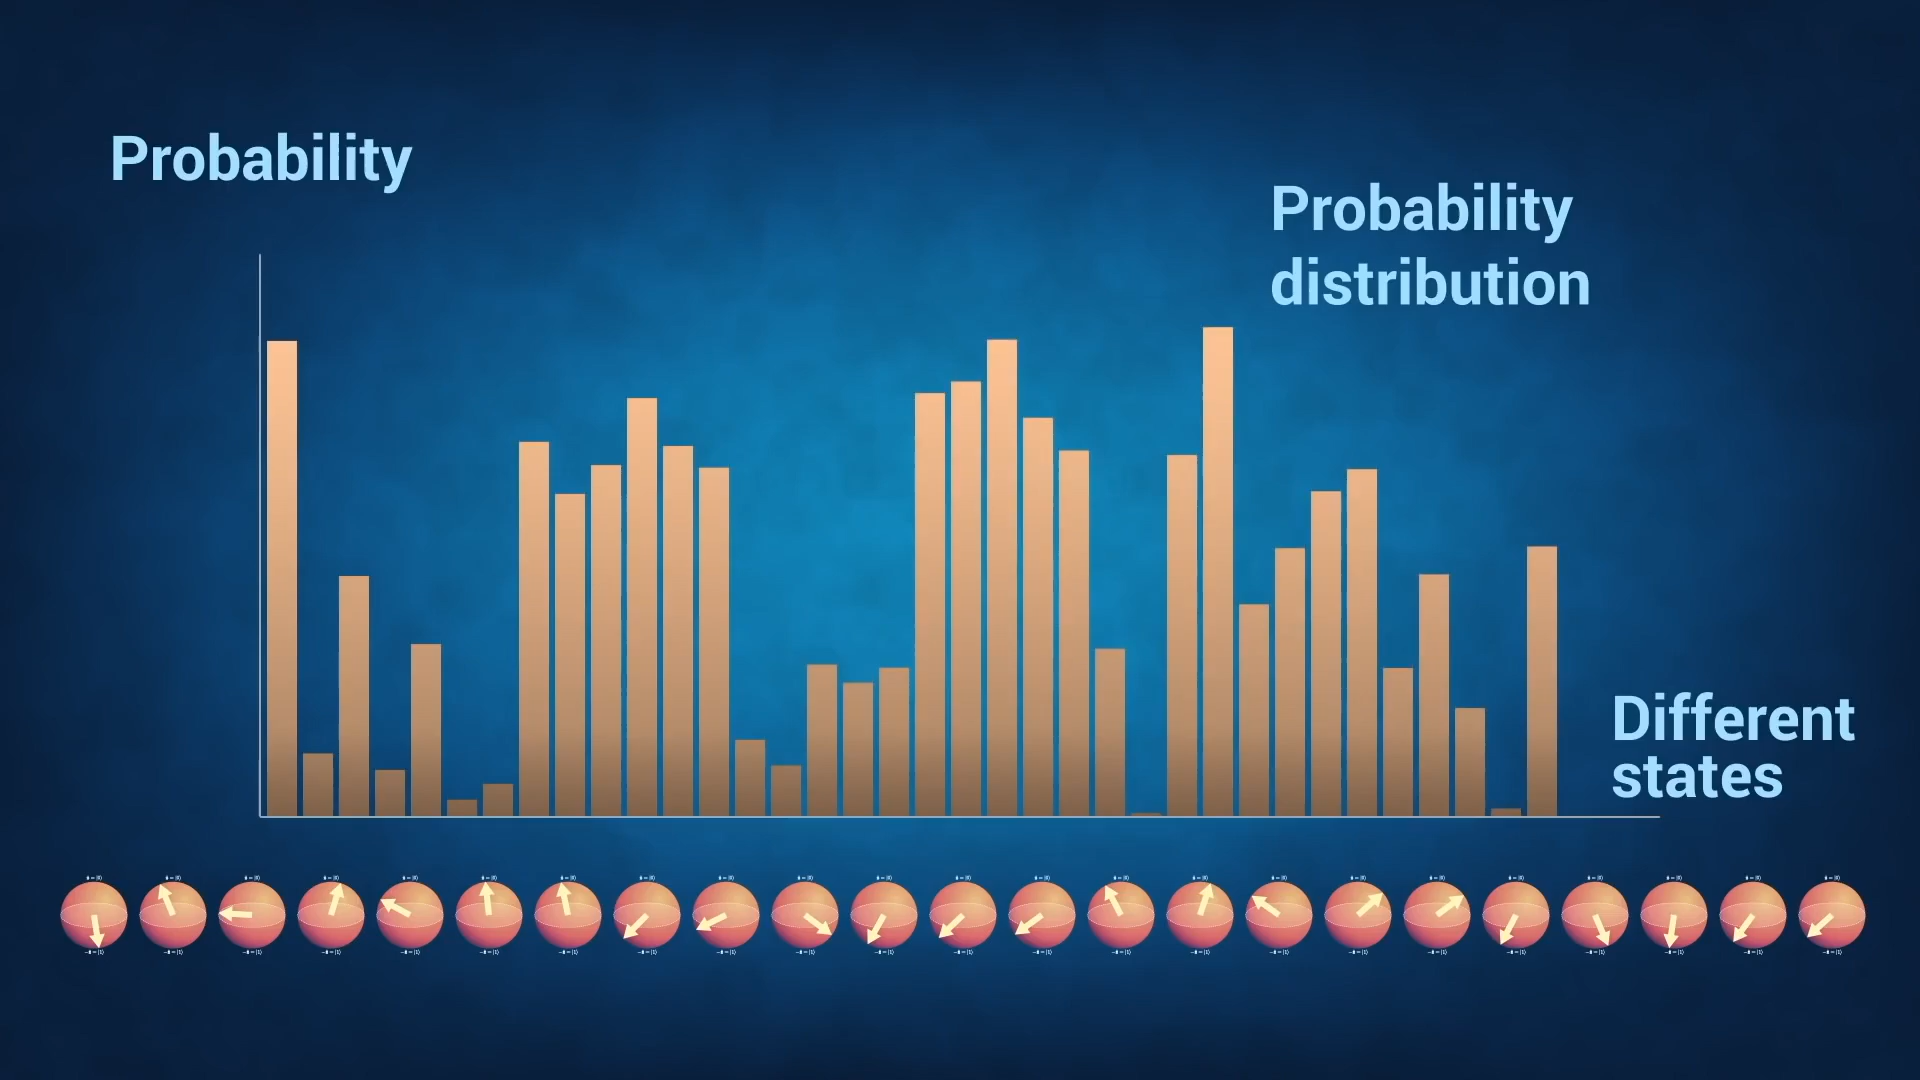 Probability
Probability
distribution
Different
states